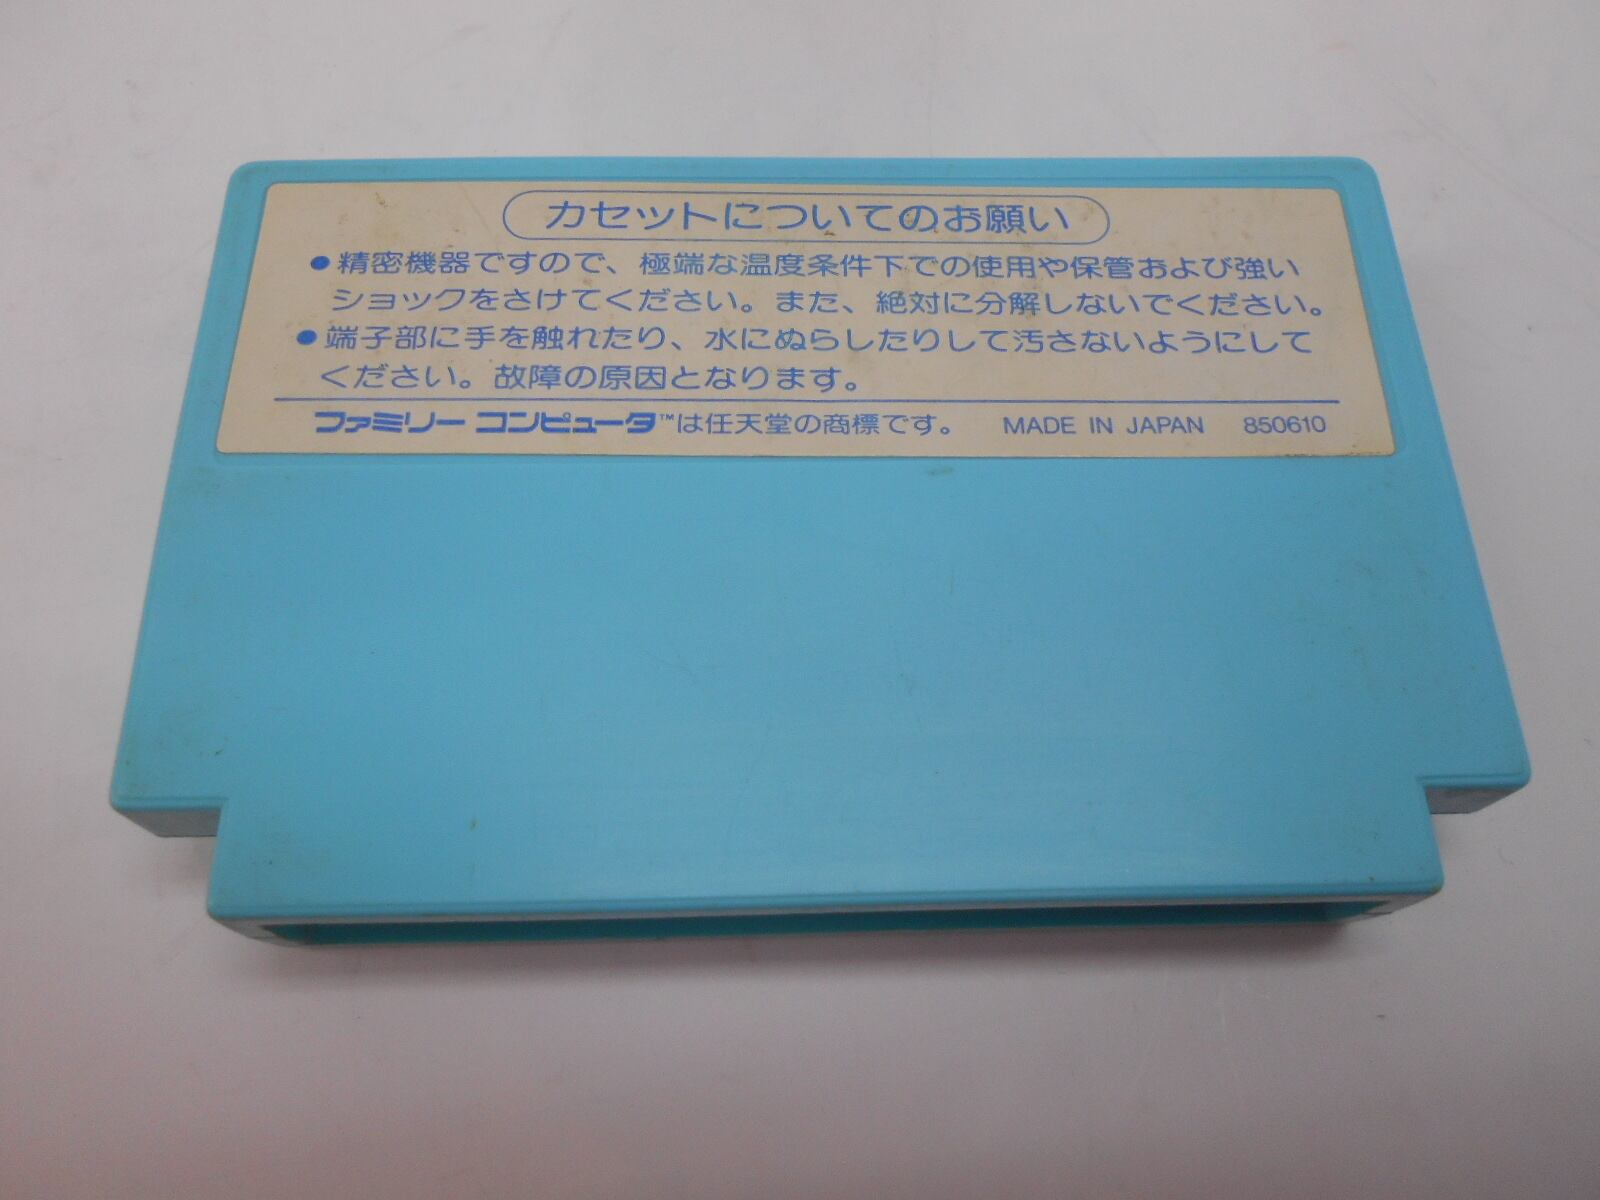 カセットについてのお願い
●精密機器ですので、極端な温度条件下での使用や保管および強い
ショックをさけてください。また、絶対に分解しないでください。
●端子部に手を触れたり、水にぬらしたりして汚さないようにして
ください。故障の原因となります。
ファミリー コンピュータ™は任天堂の商標です。 MADE IN JAPAN 850610